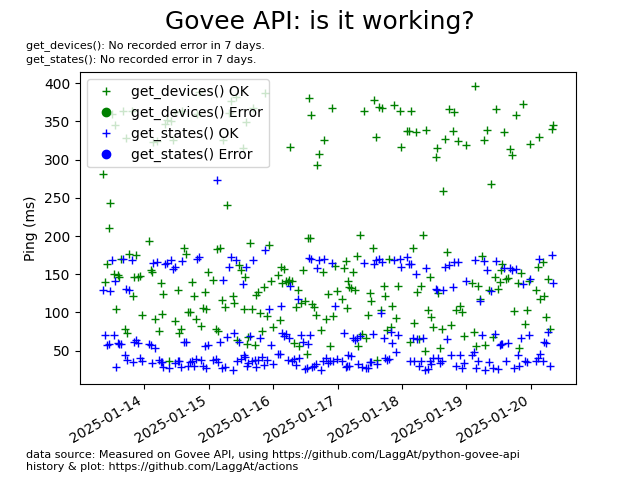 Govee API: is it working?
get_devices(): No recorded error in 7 days.
get_states(): No recorded error in 7 days.
get_devices() OK
get_devices() Error
get_states() OK
get_states() Error
Ping (ms)
400
350
300
250
200
150
100
50
2025-01-14
2025-01-15
2025-01-16
2025-01-17
2025-01-18
2025-01-19
2025-01-20
data source: Measured on Govee API, using https://github.com/LaggAt/python-govee-api
history & plot: https://github.com/LaggAt/actions